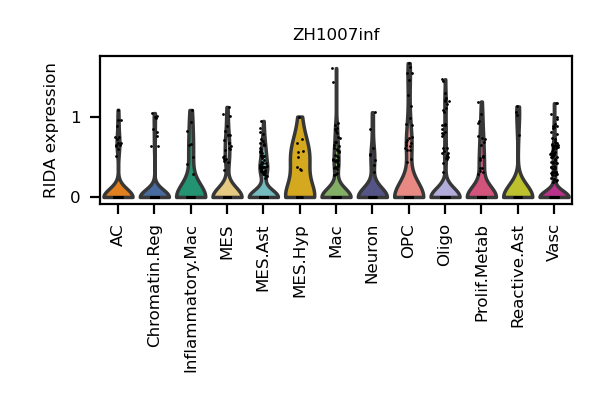 ZH1007inf
RIDA expression
1
0
AC
Chromatin.Reg
Inflammatory.Mac
MES
MES.Ast
MES.Hyp
Mac
Neuron
OPC
Oligo
Prolif.Metab
Reactive.Ast
Vasc